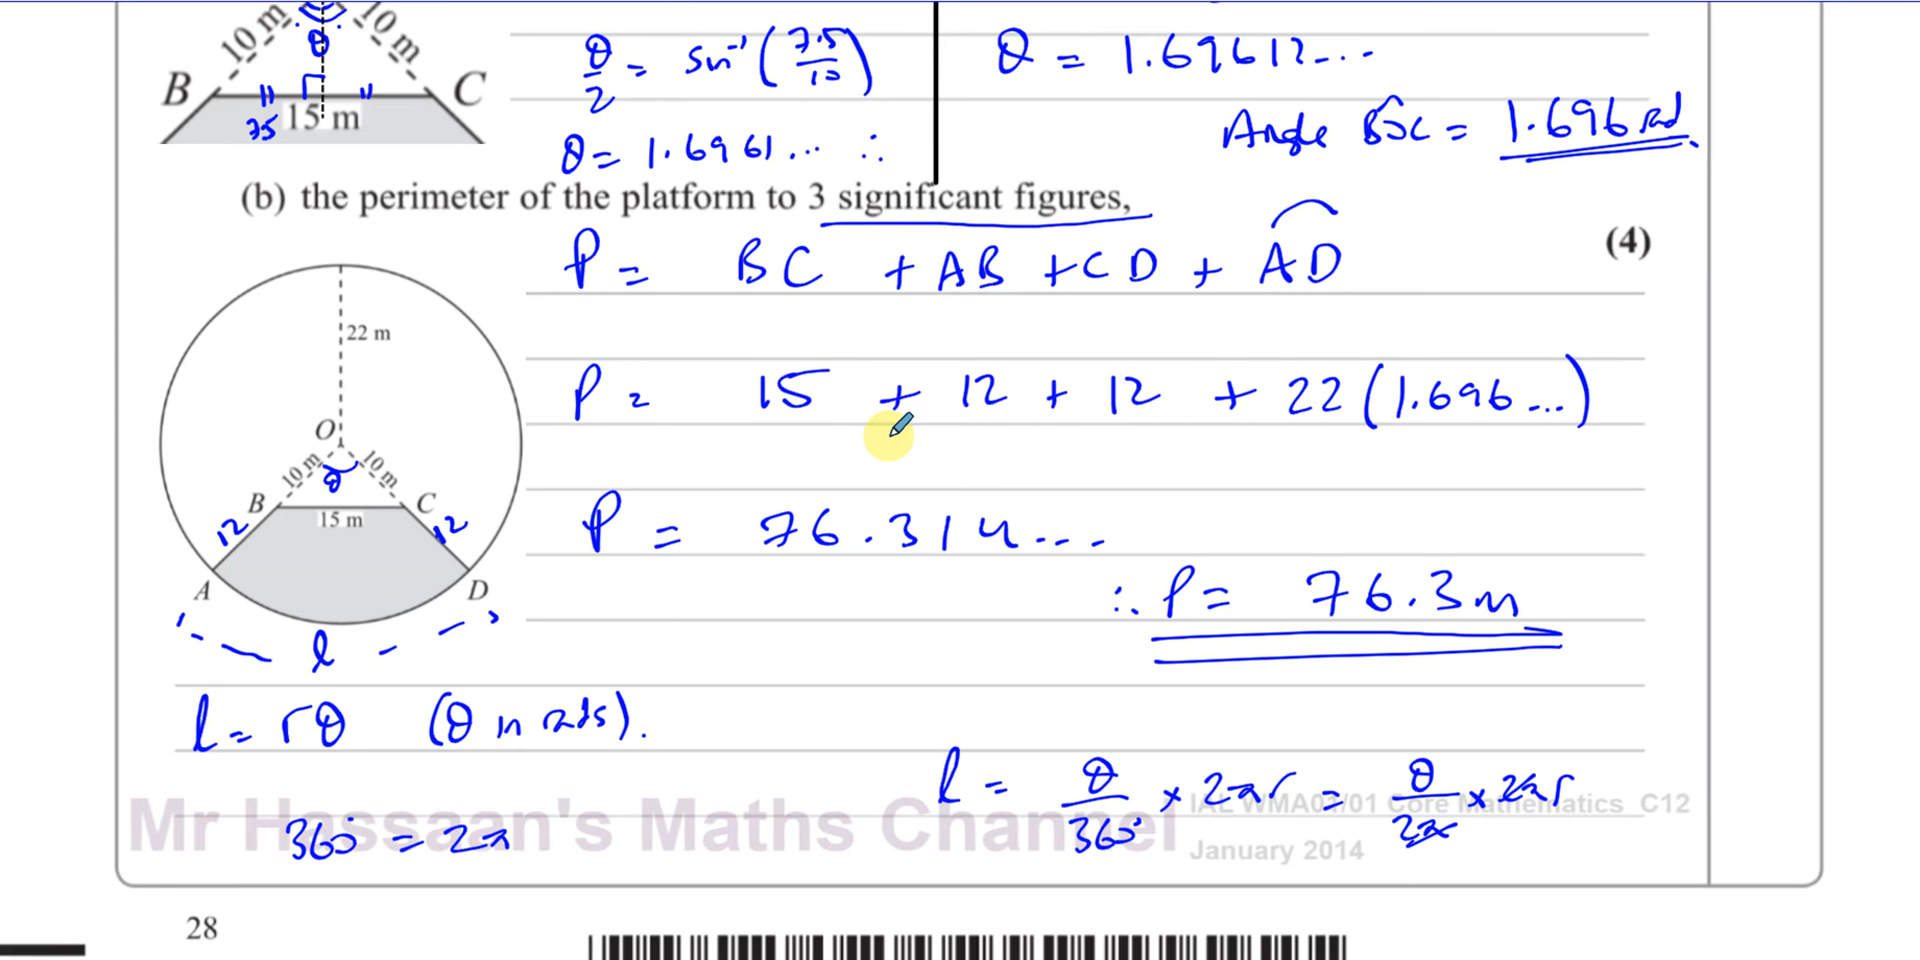 10 m 10 m
θ
B C
15 m
7.5
θ/2 = sin⁻¹(7.5/10)
θ = 1.6961... ∴
θ = 1.69612...
Angle BOC = 1.696 rad
(b) the perimeter of the platform to 3 significant figures,
(4)
P = BC + AB + CD + AD
22 m
P = 15 + 12 + 12 + 22(1.696...)
O
10 m 10 m
θ
B C
15 m
12 12
A D
l
P = 76.314...
∴ P = 76.3m
l = rθ (θ in rads).
360° = 2π
l = θ/360° × 2πr = θ/2π × 2πr
Mr Hassaan's Maths Channel
IAL WMA01/01 Core Mathematics C12
January 2014
28